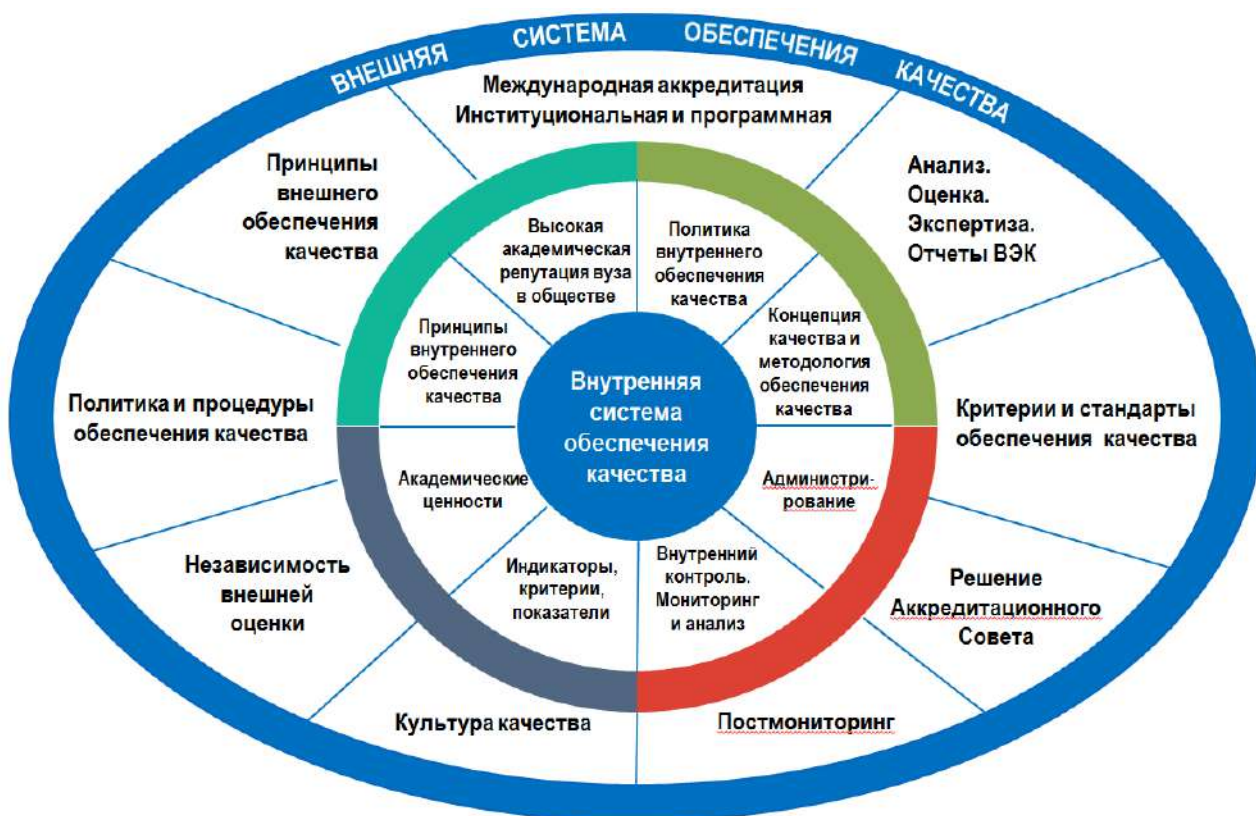 ВНЕШНЯЯ СИСТЕМА ОБЕСПЕЧЕНИЯ КАЧЕСТВА
Международная аккредитация
Институциональная и программная
Принципы
внешнего
обеспечения
качества
Анализ.
Оценка.
Экспертиза.
Отчеты ВЭК
Высокая
академическая
репутация вуза
в обществе
Политика
внутреннего
обеспечения
качества
Принципы
внутреннего
обеспечения
качества
Концепция
качества и
методология
обеспечения
качества
Внутренняя
система
обеспечения
качества
Политика и процедуры
обеспечения качества
Критерии и стандарты
обеспечения качества
Академические
ценности
Администри-
рование
Индикаторы,
критерии,
показатели
Внутренний
контроль.
Мониторинг
и анализ
Независимость
внешней
оценки
Решение
Аккредитационного
Совета
Культура качества
Постмониторинг